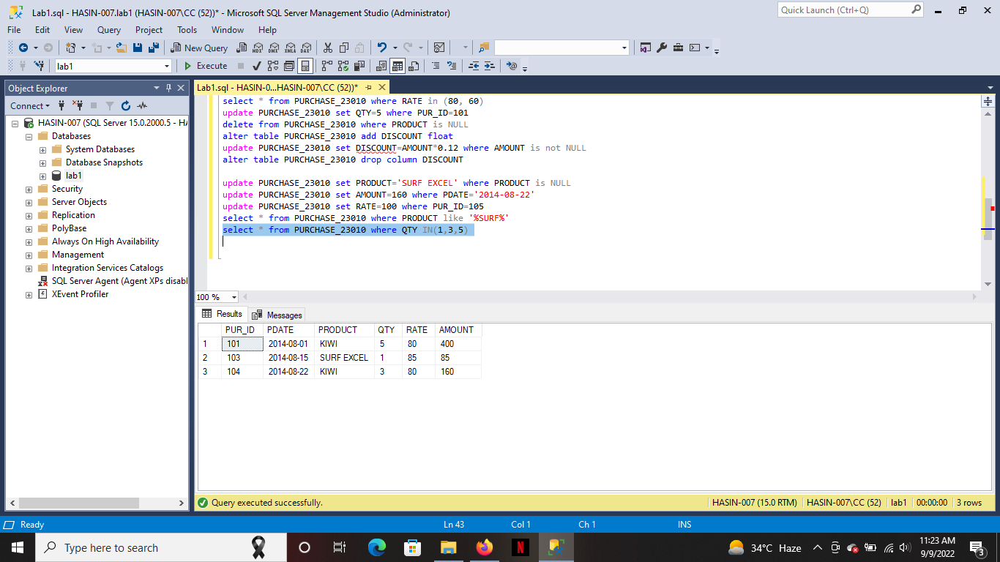 Lab1.sql - HASIN-007.lab1 (HASIN-007\CC (52))* - Microsoft SQL Server Management Studio (Administrator)
Quick Launch (Ctrl+Q)
File Edit View Query Project Tools Window Help
New Query MDX DMX XMLA DAX
lab1 Execute
Object Explorer
Lab1.sql - HASIN-0...HASIN-007\CC (52))*
Connect
HASIN-007 (SQL Server 15.0.2000.5 - HA
Databases
System Databases
Database Snapshots
lab1
Security
Server Objects
Replication
PolyBase
Always On High Availability
Management
Integration Services Catalogs
SQL Server Agent (Agent XPs disabl
XEvent Profiler
select * from PURCHASE_23010 where RATE in (80, 60)
update PURCHASE_23010 set QTY=5 where PUR_ID=101
delete from PURCHASE_23010 where PRODUCT is NULL
alter table PURCHASE_23010 add DISCOUNT float
update PURCHASE_23010 set DISCOUNT=AMOUNT*0.12 where AMOUNT is not NULL
alter table PURCHASE_23010 drop column DISCOUNT
update PURCHASE_23010 set PRODUCT='SURF EXCEL' where PRODUCT is NULL
update PURCHASE_23010 set AMOUNT=160 where PDATE='2014-08-22'
update PURCHASE_23010 set RATE=100 where PUR_ID=105
select * from PURCHASE_23010 where PRODUCT like '%SURF%'
select * from PURCHASE_23010 where QTY IN(1,3,5)
100 %
Results Messages
PUR_ID PDATE PRODUCT QTY RATE AMOUNT
1 101 2014-08-01 KIWI 5 80 400
2 103 2014-08-15 SURF EXCEL 1 85 85
3 104 2014-08-22 KIWI 3 80 160
Query executed successfully. HASIN-007 (15.0 RTM) HASIN-007\CC (52) lab1 00:00:00 3 rows
Ready Ln 43 Col 1 Ch 1 INS
Type here to search
N
34°C Haze
11:23 AM
9/9/2022
3